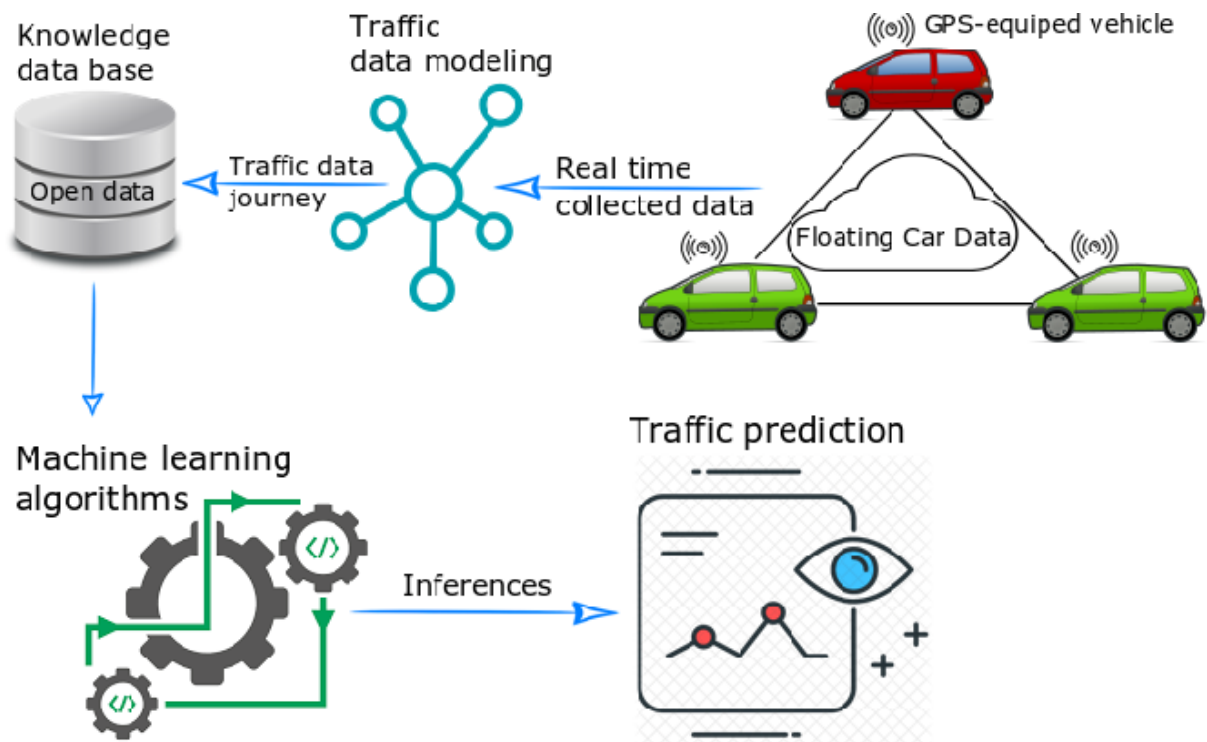 Knowledge
data base
Open data
Traffic data
journey
Traffic
data modeling
Real time
collected data
GPS-equiped vehicle
Floating Car Data
Machine learning
algorithms
</>
</>
Inferences
Traffic prediction